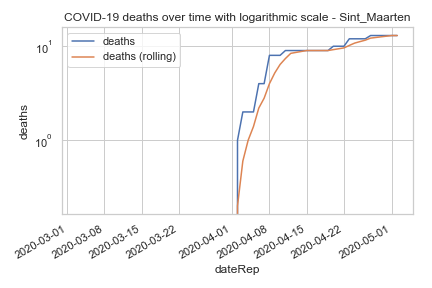 COVID-19 deaths over time with logarithmic scale - Sint_Maarten
deaths
deaths (rolling)
10¹
10⁰
deaths
2020-03-01
2020-03-08
2020-03-15
2020-03-22
2020-04-01
2020-04-08
2020-04-15
2020-04-22
2020-05-01
dateRep